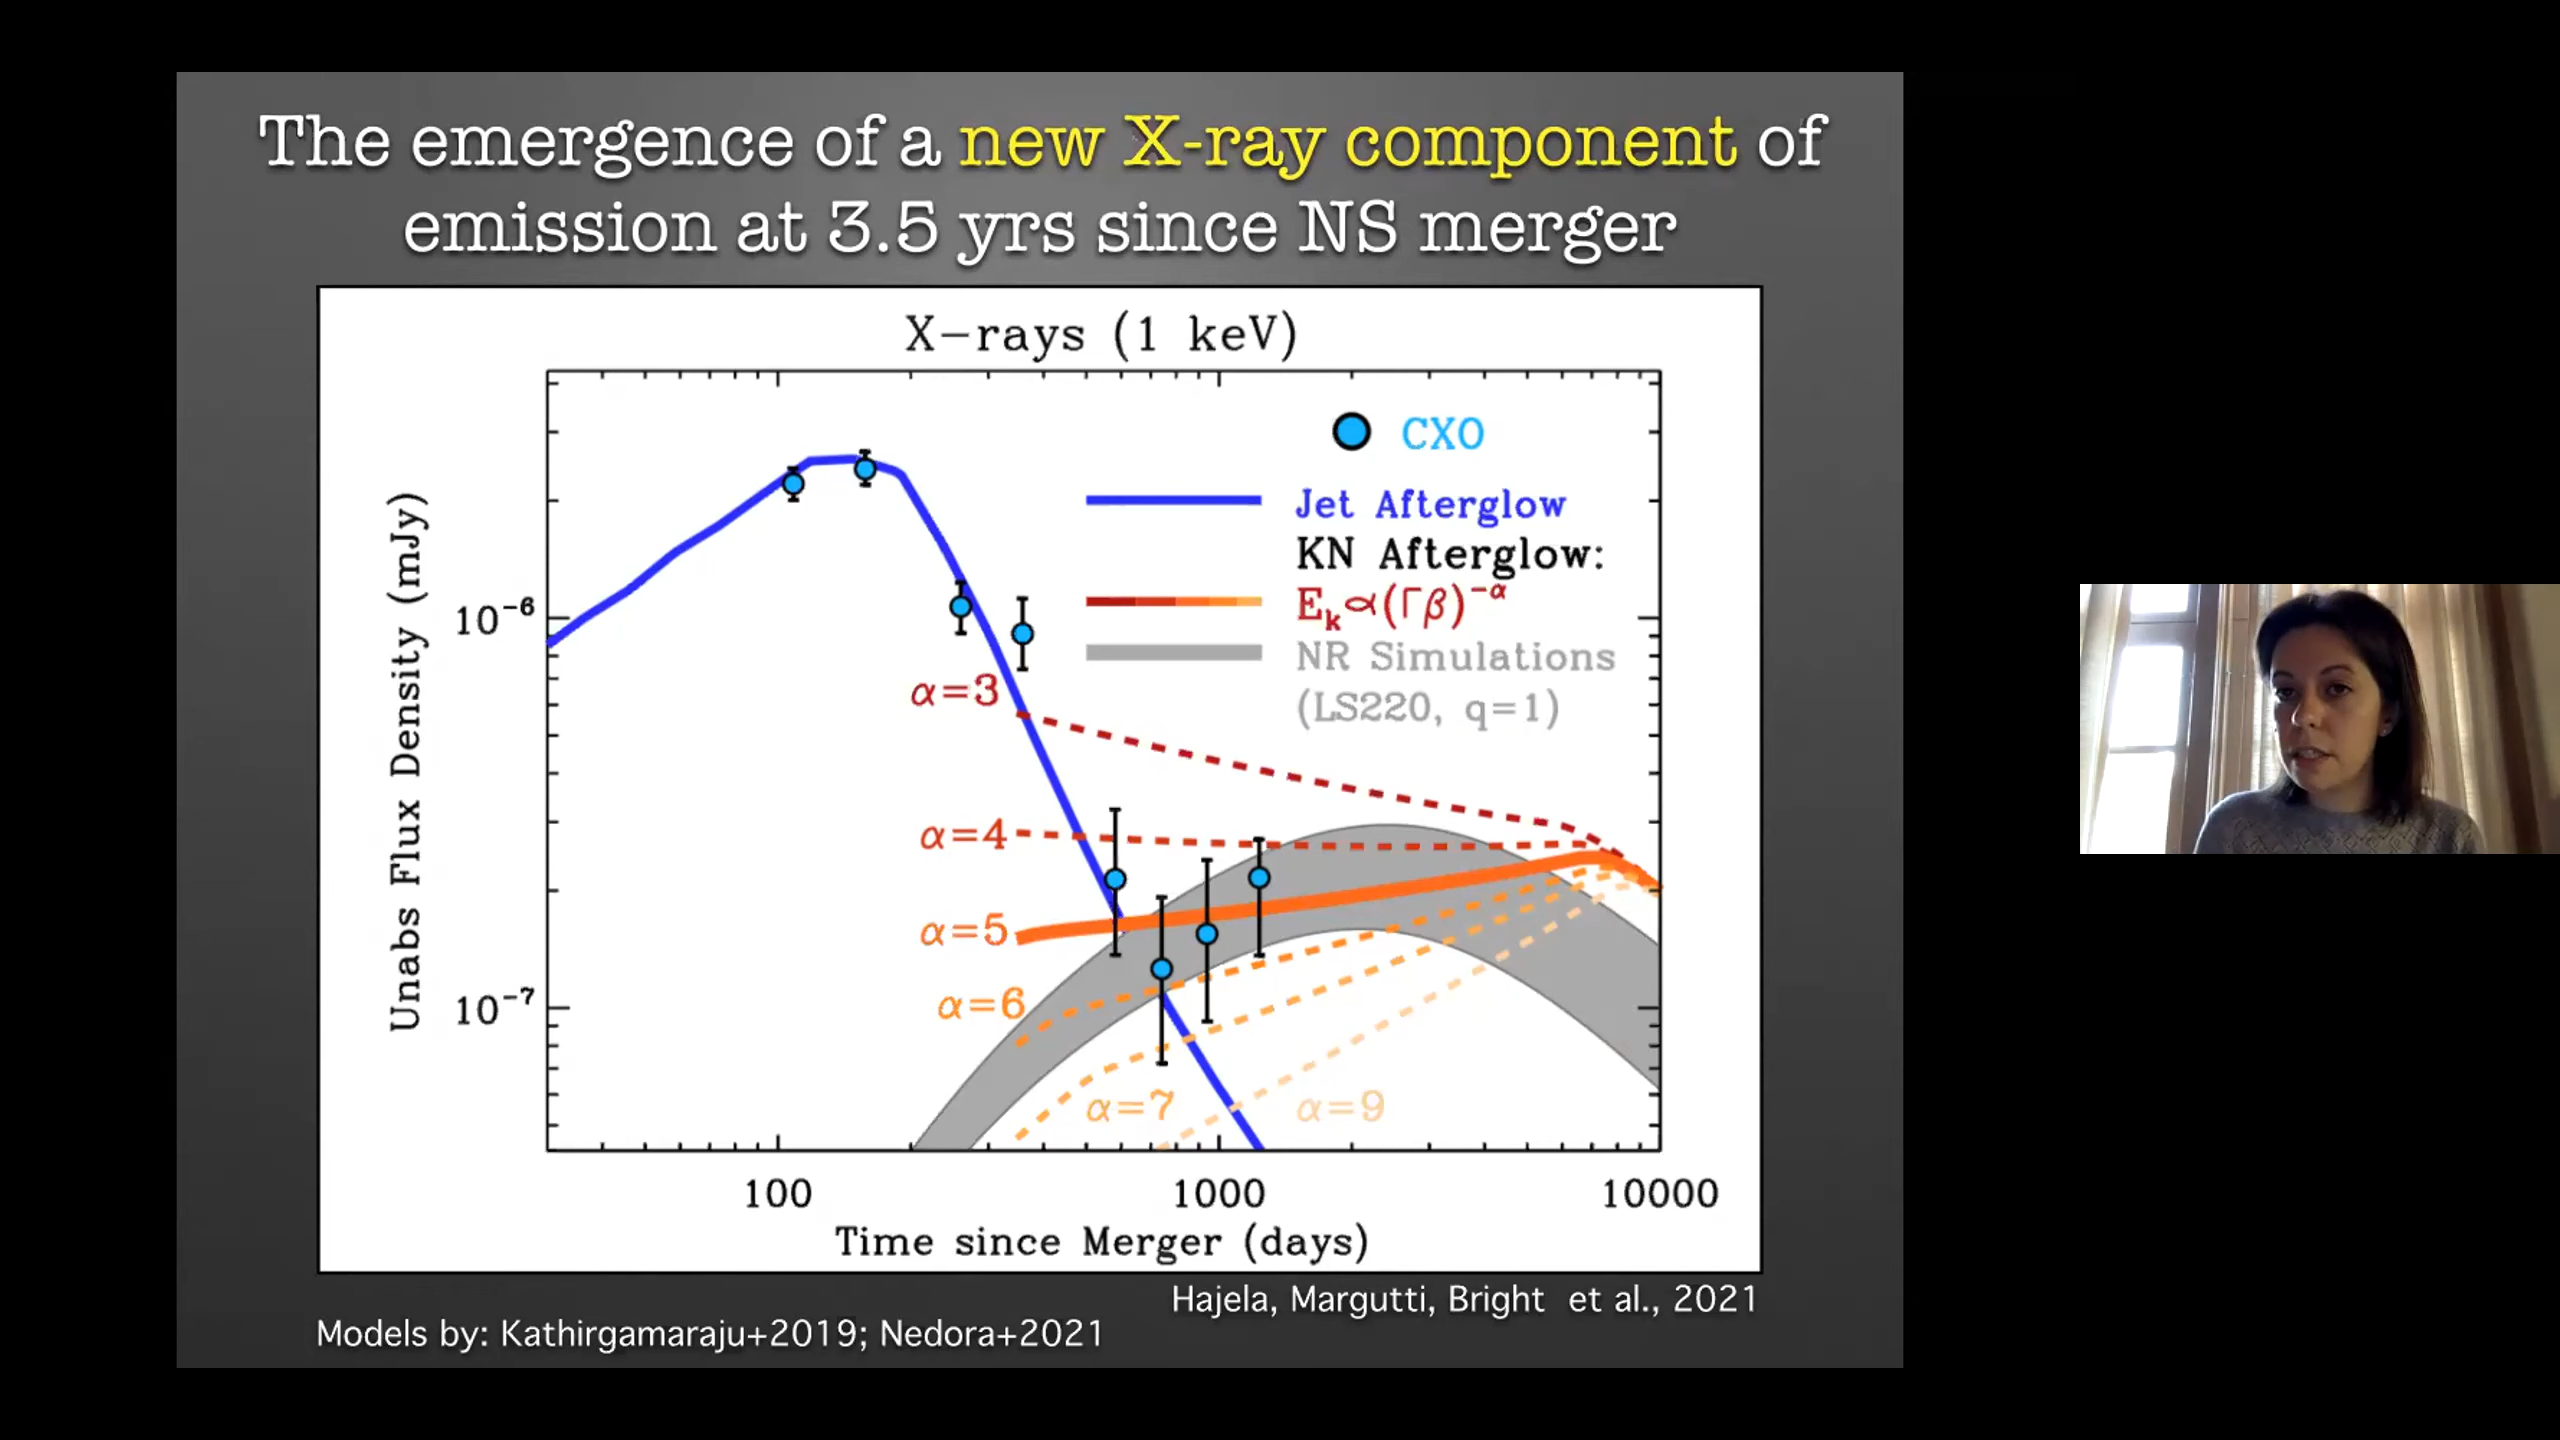 The emergence of a new X-ray component of
emission at 3.5 yrs since NS merger
X-rays (1 keV)
CXO
Jet Afterglow
KN Afterglow:
E_k∝(Γβ)^-α
NR Simulations
(LS220, q=1)
α=3
α=4
α=5
α=6
α=7
α=9
Unabs Flux Density (mJy)
10^-6
10^-7
100
1000
10000
Time since Merger (days)
Hajela, Margutti, Bright et al., 2021
Models by: Kathirgamaraju+2019; Nedora+2021